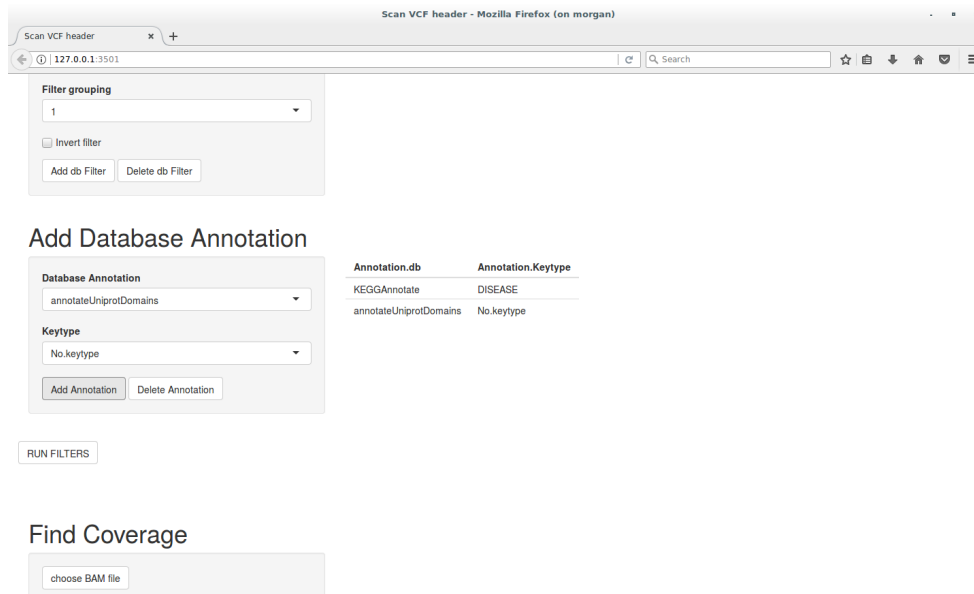 Scan VCF header - Mozilla Firefox (on morgan)
Scan VCF header
127.0.0.1:3501
Search
Filter grouping
1
Invert filter
Add db Filter Delete db Filter
Add Database Annotation
Database Annotation
annotateUniprotDomains
Keytype
No.keytype
Add Annotation Delete Annotation
Annotation.db Annotation.Keytype
KEGGAnnotate DISEASE
annotateUniprotDomains No.keytype
RUN FILTERS
Find Coverage
choose BAM file